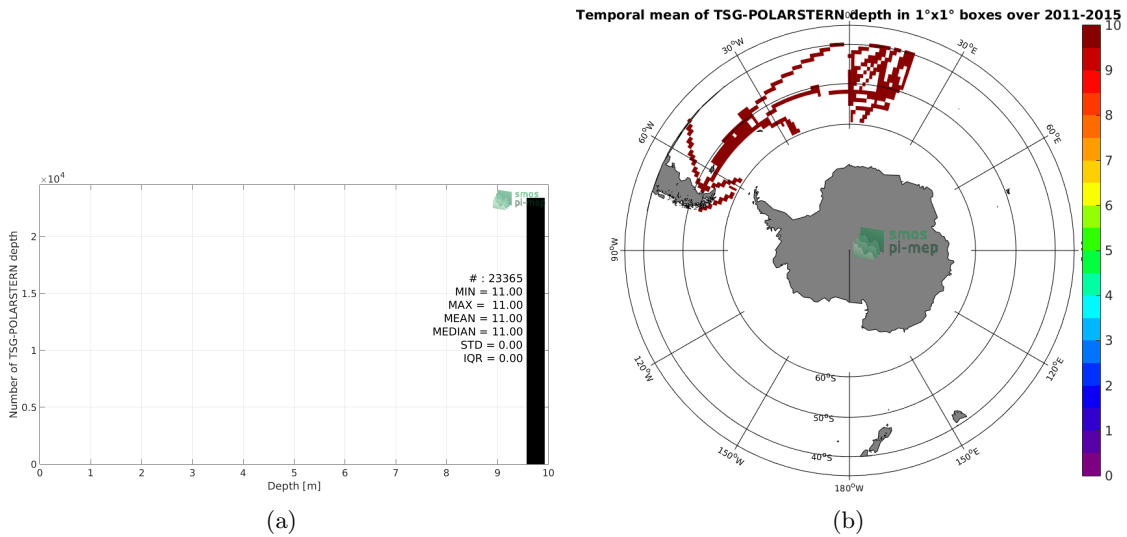 ×10⁴
smos
pi-mep
2
1.5
1
0.5
0
Number of TSG-POLARSTERN depth
# : 23365
MIN = 11.00
MAX = 11.00
MEAN = 11.00
MEDIAN = 11.00
STD = 0.00
IQR = 0.00
0 1 2 3 4 5 6 7 8 9 10
Depth [m]
(a)
Temporal mean of TSG-POLARSTERN depth in 1°x1° boxes over 2011-2015
30°W
30°E
60°W
60°E
90°W
120°W
120°E
150°W
150°E
180°W
60°S
50°S
40°S
smos
pi-mep
10
9
8
7
6
5
4
3
2
1
0
(b)